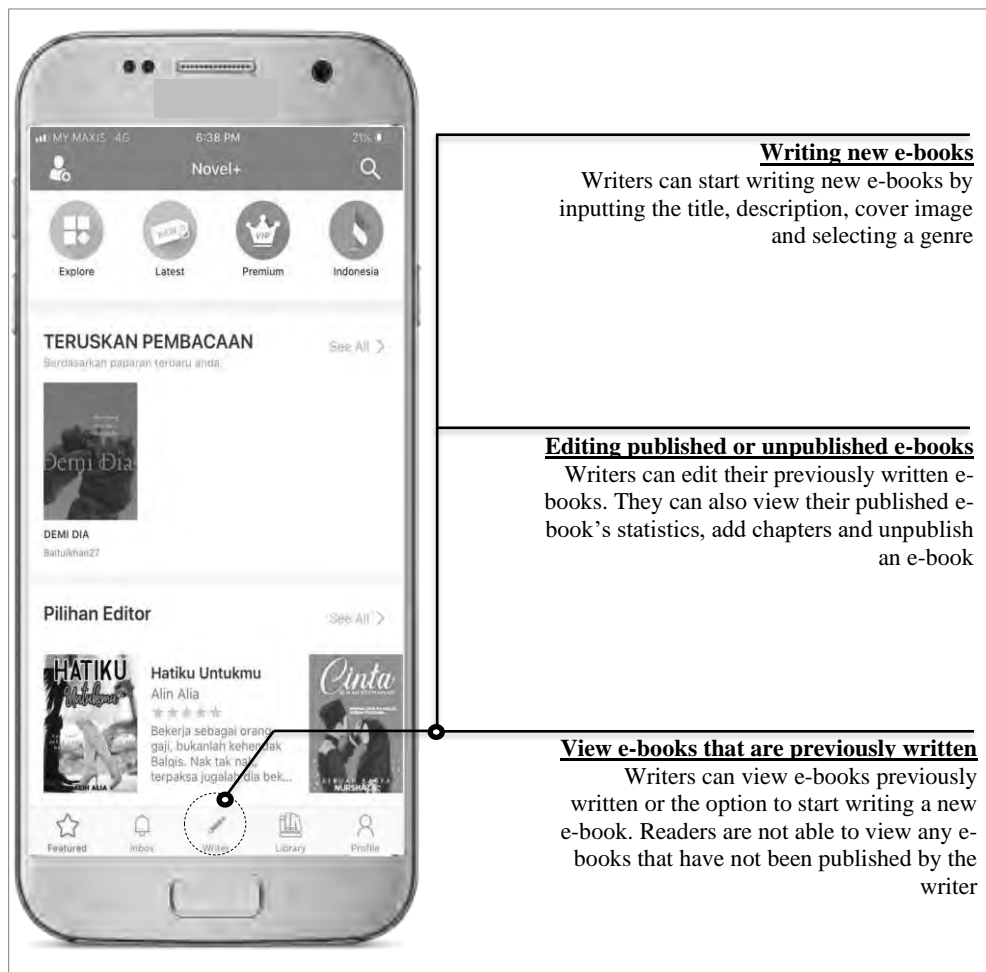 MY MAXIS 4G 6:38 PM 21%
Novel+
Explore Latest Premium Indonesia
TERUSKAN PEMBACAAN See All >
Berdasarkan paparan terbaru anda
Demi Dia
DEMI DIA
Baitulkhan27
Pilihan Editor See All >
HATIKU
Untukmu
ALIN ALIA
Hatiku Untukmu
Alin Alia
Bekerja sebagai orang
gaji, bukanlah kehendak
Balqis. Nak tak nak,
terpaksa jugalah dia bek...
Cinta
Featured Inbox Writer Library Profile
Writing new e-books
Writers can start writing new e-books by
inputting the title, description, cover image
and selecting a genre
Editing published or unpublished e-books
Writers can edit their previously written e-
books. They can also view their published e-
book’s statistics, add chapters and unpublish
an e-book
View e-books that are previously written
Writers can view e-books previously
written or the option to start writing a new
e-book. Readers are not able to view any e-
books that have not been published by the
writer